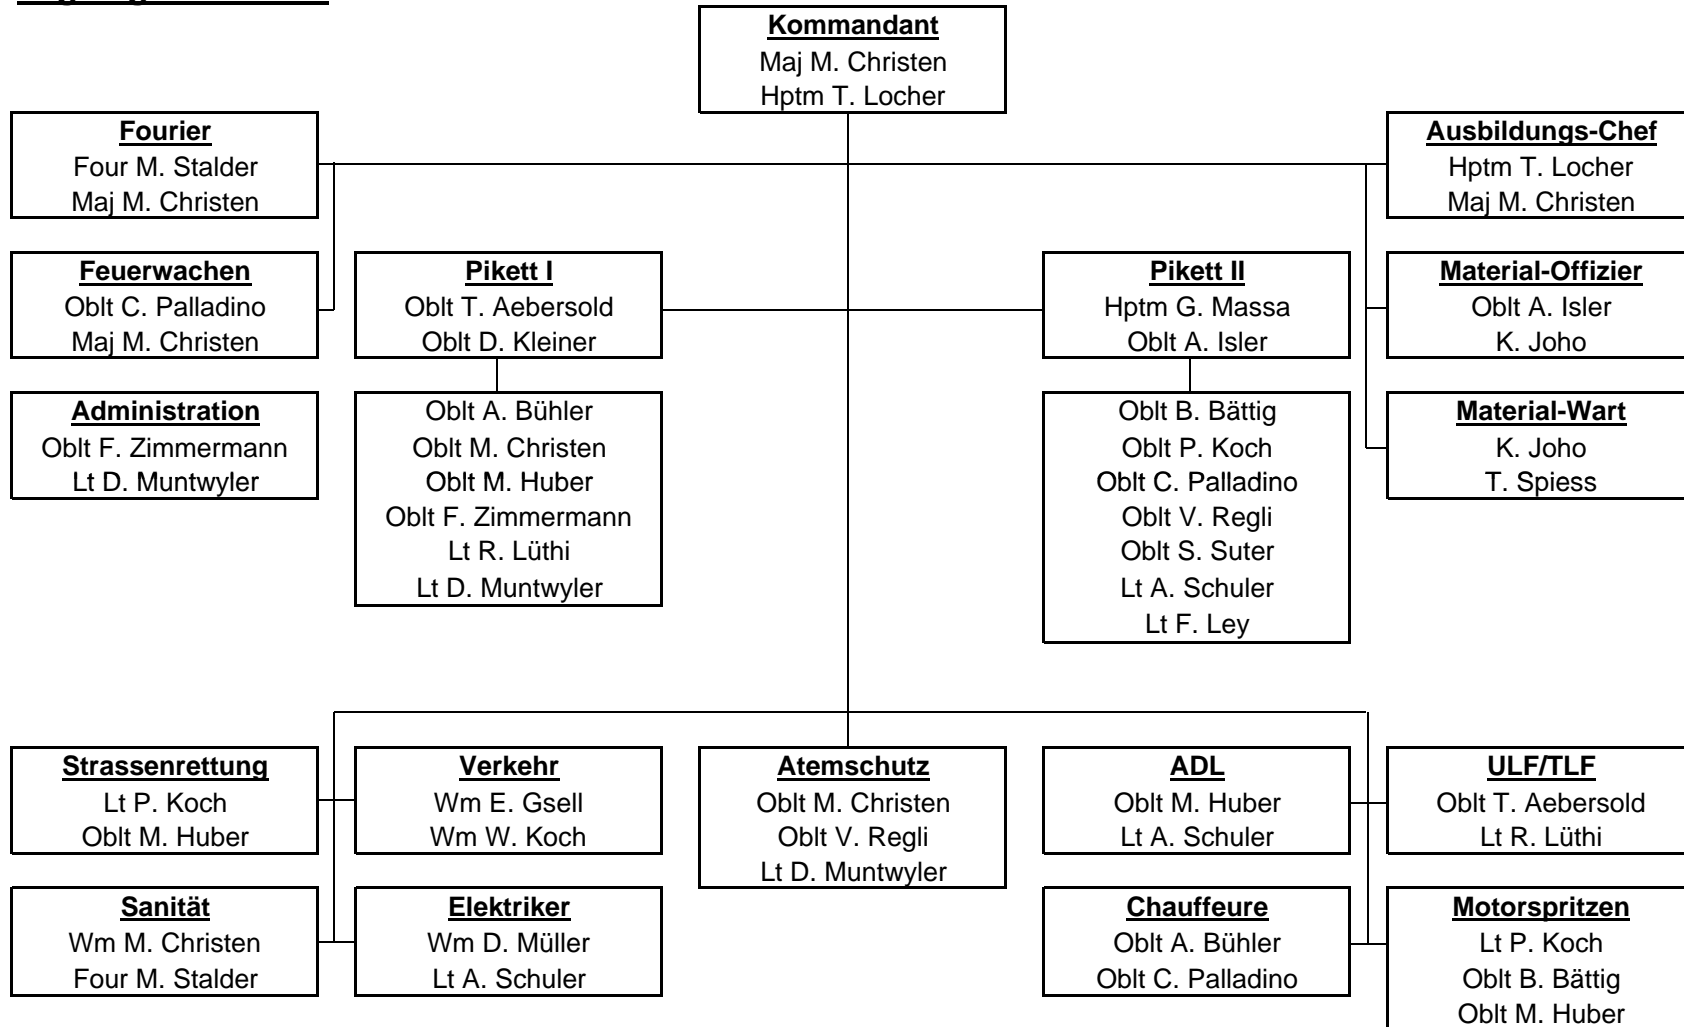 Kommandant
Maj M. Christen
Hptm T. Locher
Fourier
Four M. Stalder
Maj M. Christen
Ausbildungs-Chef
Hptm T. Locher
Maj M. Christen
Feuerwachen
Oblt C. Palladino
Maj M. Christen
Pikett I
Oblt T. Aebersold
Oblt D. Kleiner
Pikett II
Hptm G. Massa
Oblt A. Isler
Material-Offizier
Oblt A. Isler
K. Joho
Administration
Oblt F. Zimmermann
Lt D. Muntwyler
Oblt A. Bühler
Oblt M. Christen
Oblt M. Huber
Oblt F. Zimmermann
Lt R. Lüthi
Lt D. Muntwyler
Oblt B. Bättig
Oblt P. Koch
Oblt C. Palladino
Oblt V. Regli
Oblt S. Suter
Lt A. Schuler
Lt F. Ley
Material-Wart
K. Joho
T. Spiess
Strassenrettung
Lt P. Koch
Oblt M. Huber
Verkehr
Wm E. Gsell
Wm W. Koch
Atemschutz
Oblt M. Christen
Oblt V. Regli
Lt D. Muntwyler
ADL
Oblt M. Huber
Lt A. Schuler
ULF/TLF
Oblt T. Aebersold
Lt R. Lüthi
Sanität
Wm M. Christen
Four M. Stalder
Elektriker
Wm D. Müller
Lt A. Schuler
Chauffeure
Oblt A. Bühler
Oblt C. Palladino
Motorspritzen
Lt P. Koch
Oblt B. Bättig
Oblt M. Huber